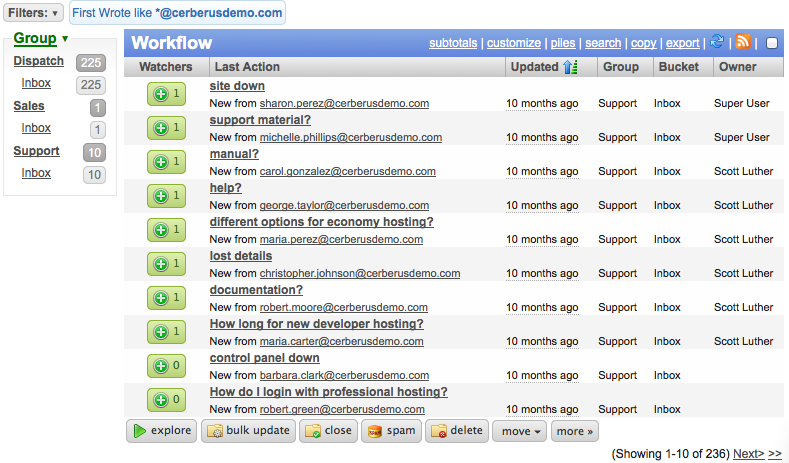 Filters: ▾ First Wrote like *@cerberusdemo.com
Group ▾
Dispatch 225
Inbox 225
Sales 1
Inbox 1
Support 10
Inbox 10
Workflow subtotals | customize | piles | search | copy | export | | |
Watchers Last Action Updated Group Bucket Owner
site down
1 New from sharon.perez@cerberusdemo.com 10 months ago Support Inbox Super User
support material?
1 New from michelle.phillips@cerberusdemo.com 10 months ago Support Inbox Super User
manual?
1 New from carol.gonzalez@cerberusdemo.com 10 months ago Support Inbox Scott Luther
help?
1 New from george.taylor@cerberusdemo.com 10 months ago Support Inbox Scott Luther
different options for economy hosting?
1 New from maria.perez@cerberusdemo.com 10 months ago Support Inbox Scott Luther
lost details
1 New from christopher.johnson@cerberusdemo.com 10 months ago Support Inbox Scott Luther
documentation?
1 New from robert.moore@cerberusdemo.com 10 months ago Support Inbox Scott Luther
How long for new developer hosting?
1 New from maria.carter@cerberusdemo.com 10 months ago Support Inbox Scott Luther
control panel down
0 New from barbara.clark@cerberusdemo.com 10 months ago Support Inbox
How do I login with professional hosting?
0 New from robert.green@cerberusdemo.com 10 months ago Support Inbox
explore bulk update close spam delete move ▾ more »
(Showing 1-10 of 236) Next> >>